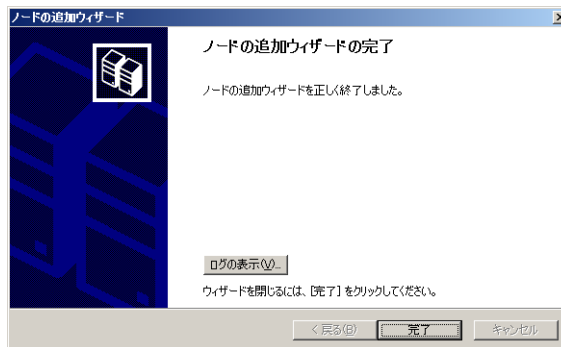 ノードの追加ウィザード
ノードの追加ウィザードの完了
ノードの追加ウィザードを正しく終了しました。
ログの表示(V)...
ウィザードを閉じるには、[完了] をクリックしてください。
< 戻る(B) 完了 キャンセル